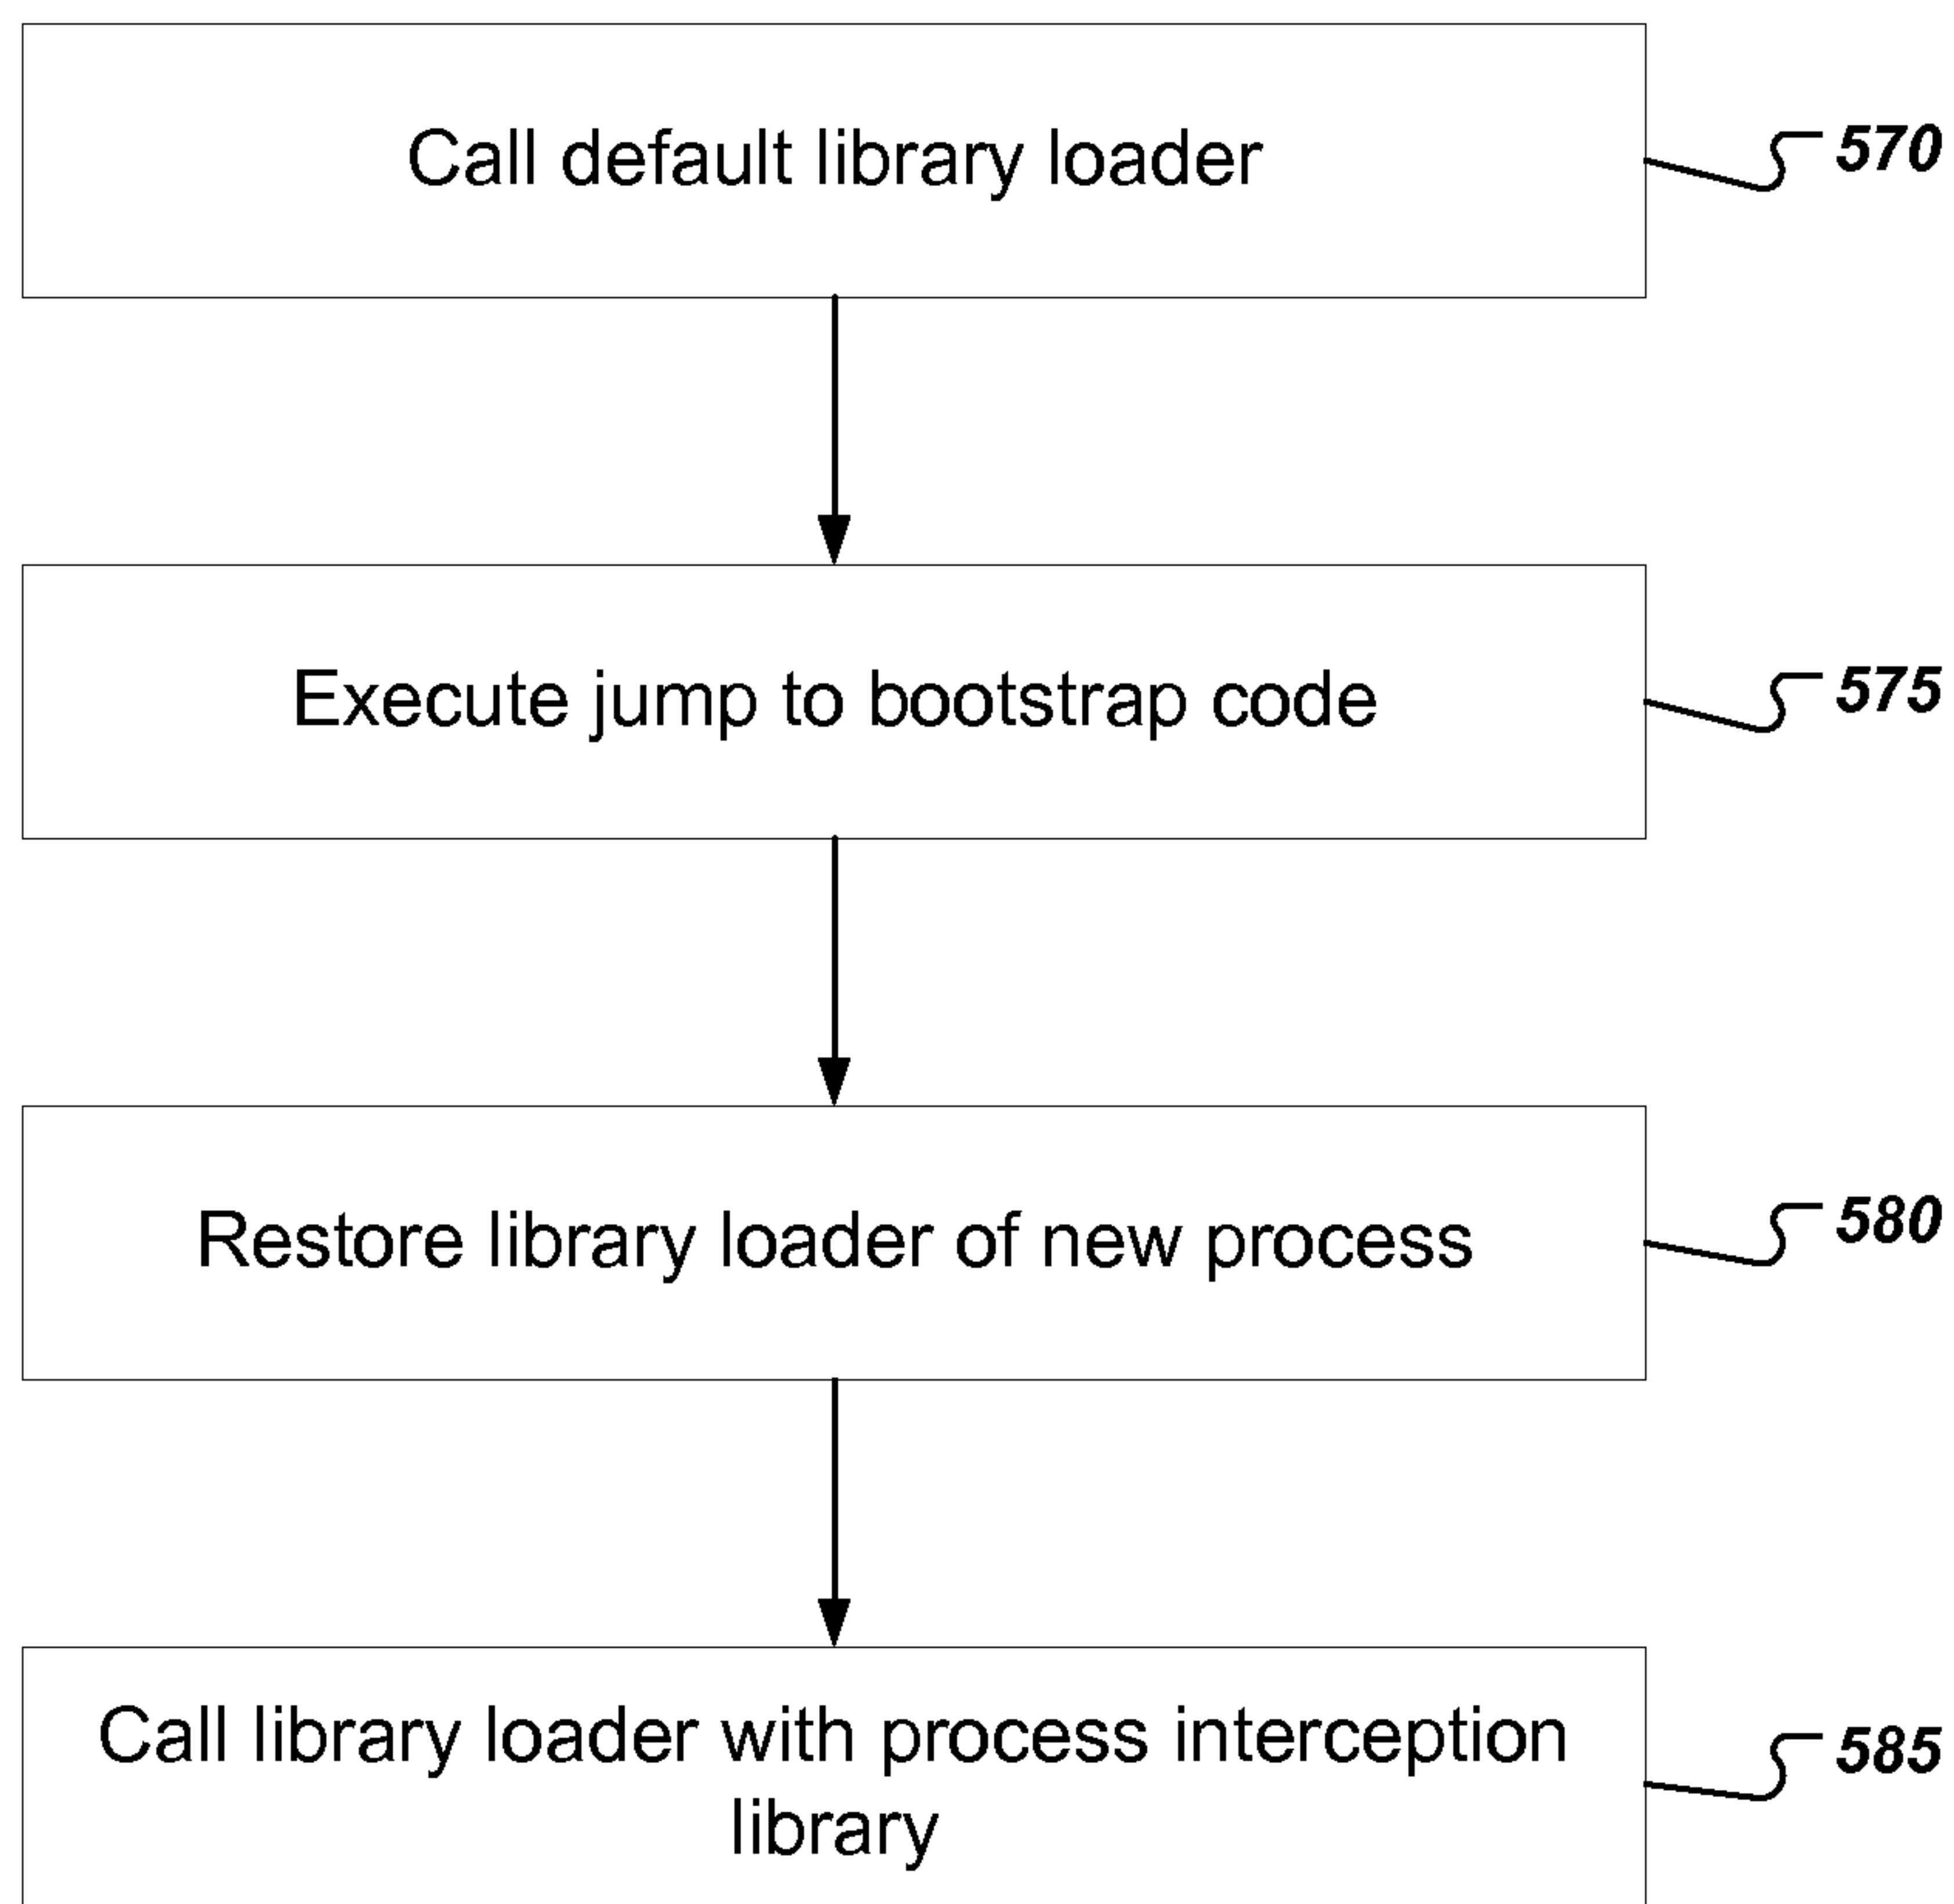 Call default library loader
570
Execute jump to bootstrap code
575
Restore library loader of new process
580
Call library loader with process interception
library
585